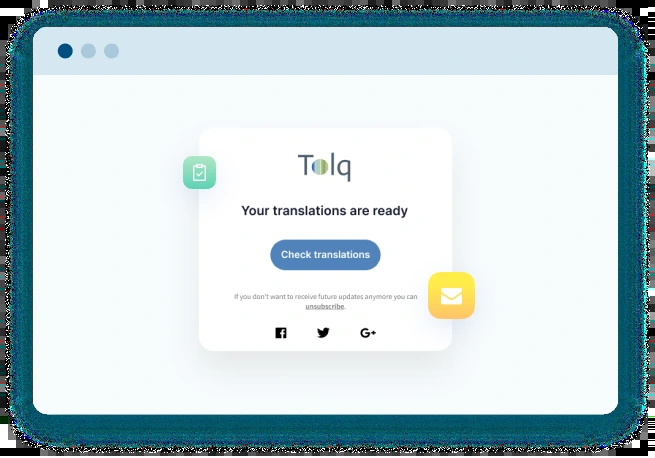 Tolq
Your translations are ready
Check translations
If you don't want to receive future updates anymore you can
unsubscribe.
G+